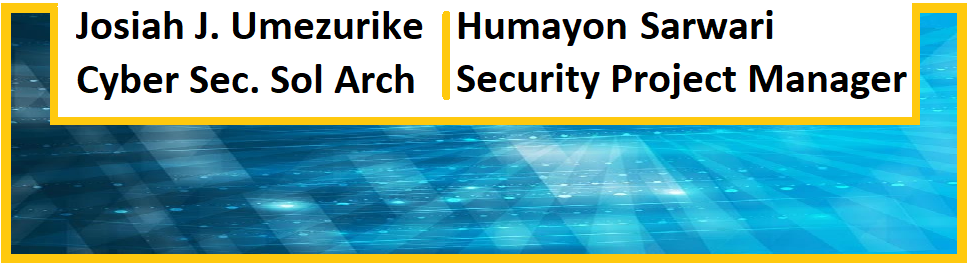 Josiah J. Umezurike
Cyber Sec. Sol Arch
Humayon Sarwari
Security Project Manager